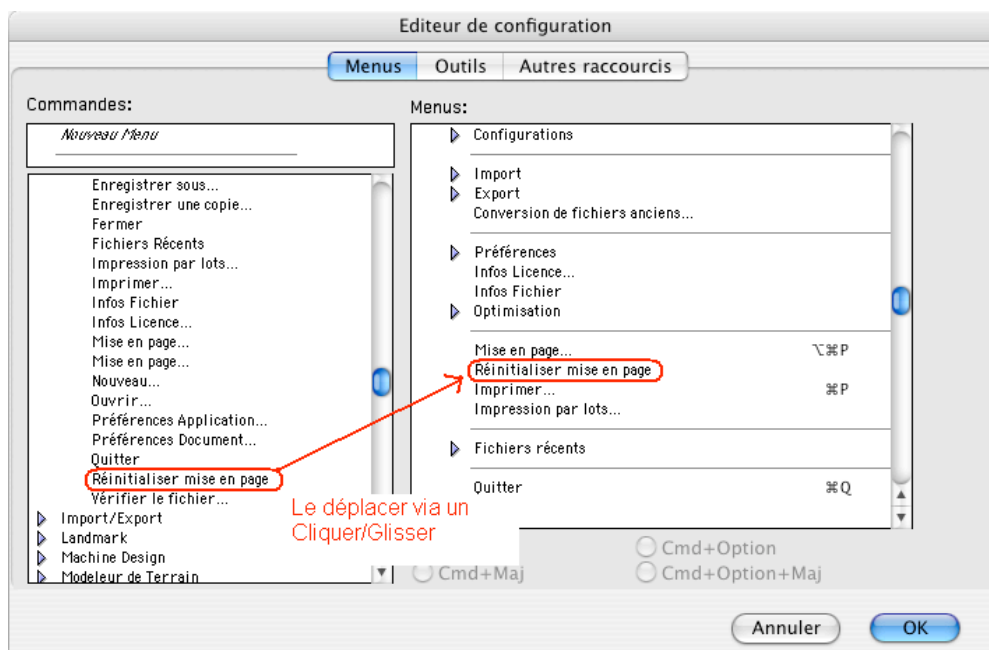 Editeur de configuration
Menus Outils Autres raccourcis
Commandes:
Nouveau Menu
Enregistrer sous...
Enregistrer une copie...
Fermer
Fichiers Récents
Impression par lots...
Imprimer...
Infos Fichier
Infos Licence...
Mise en page...
Mise en page...
Nouveau...
Ouvrir...
Préférences Application...
Préférences Document...
Quitter
Réinitialiser mise en page
Vérifier le fichier...
Import/Export
Landmark
Machine Design
Modeleur de Terrain
Menus:
Configurations
Import
Export
Conversion de fichiers anciens...
Préférences
Infos Licence...
Infos Fichier
Optimisation
Mise en page... ⌥⌘P
Réinitialiser mise en page
Imprimer... ⌘P
Impression par lots...
Fichiers récents
Quitter ⌘Q
Le déplacer via un
Cliquer/Glisser
Cmd+Option
Cmd+Maj Cmd+Option+Maj
Annuler OK